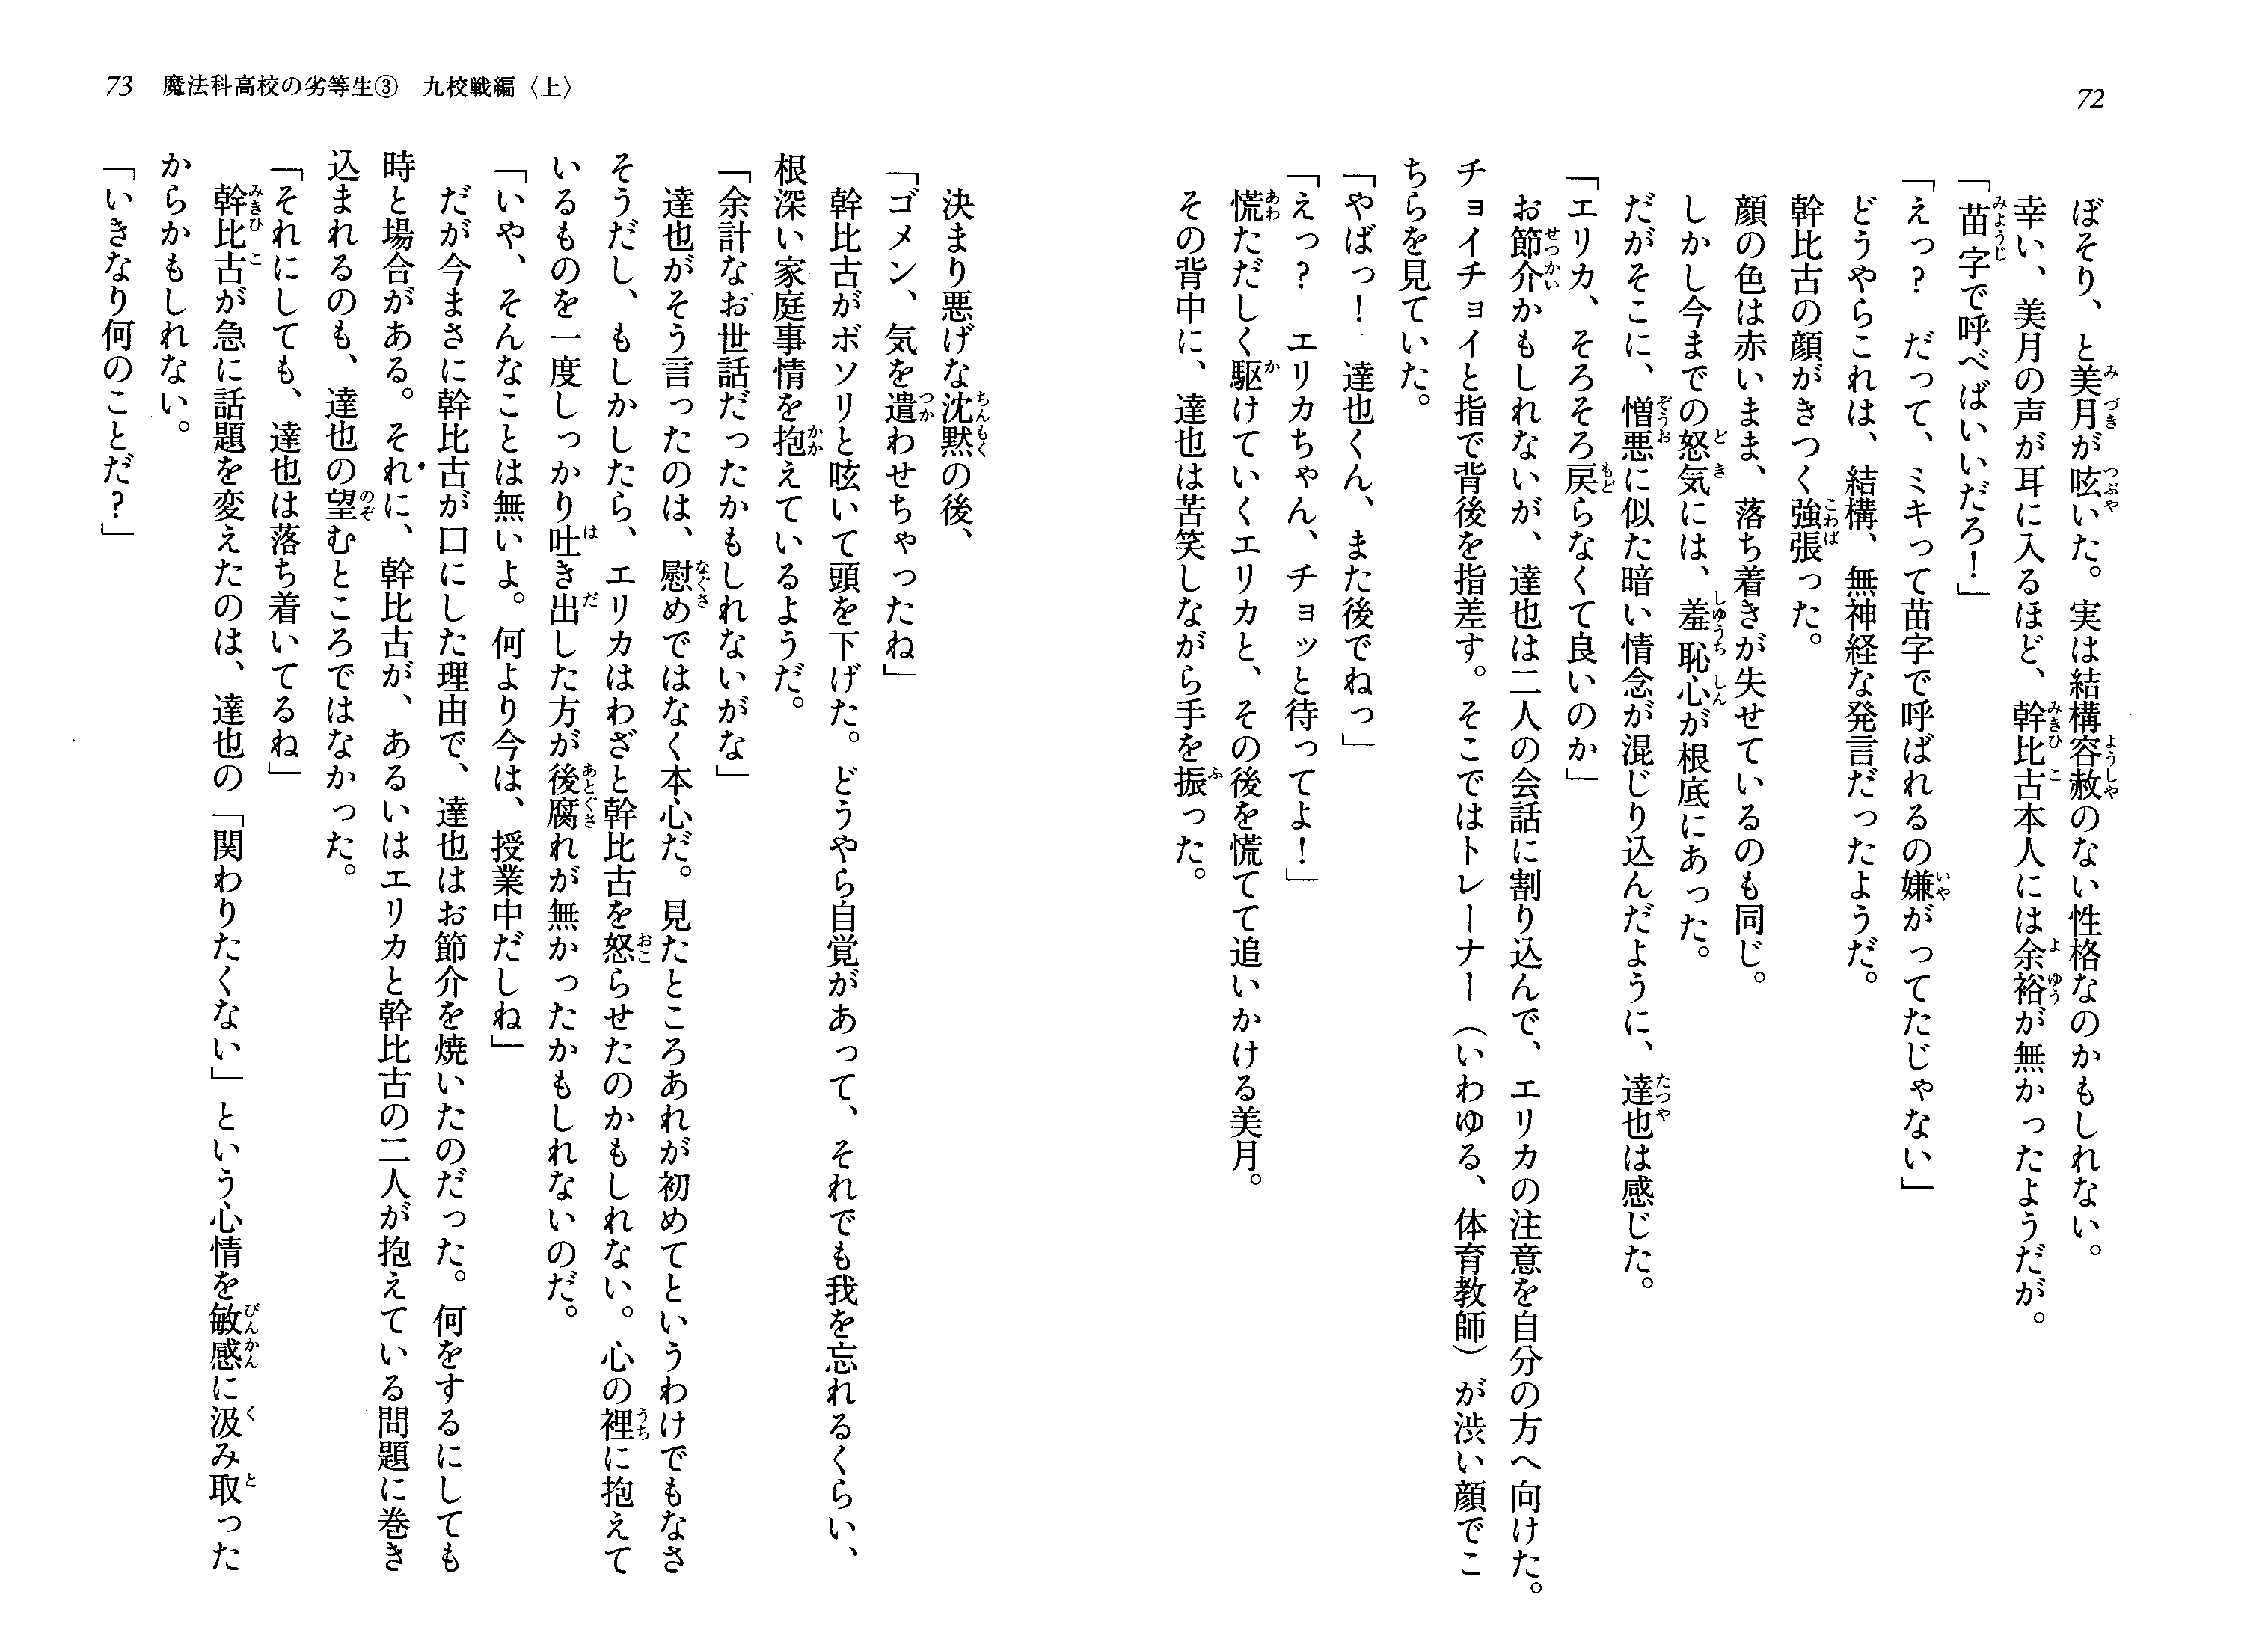 72
ぼそり、と美月が呟いた。実は結構容赦のない性格なのかもしれない。
幸い、美月の声が耳に入るほど、幹比古本人には余裕が無かったようだが。
「苗字で呼べばいいだろ！」
「えっ？　だって、ミキって苗字で呼ばれるの嫌がってたじゃない」
どうやらこれは、結構、無神経な発言だったようだ。
幹比古の顔がきつく強張った。
顔の色は赤いまま、落ち着きが失せているのも同じ。
しかし今までの怒気には、羞恥心が根底にあった。
だがそこに、憎悪に似た暗い情念が混じり込んだように、達也は感じた。
「エリカ、そろそろ戻らなくて良いのか」
お節介かもしれないが、達也は二人の会話に割り込んで、エリカの注意を自分の方へ向けた。
チョイチョイと指で背後を指差す。そこではトレーナー（いわゆる、体育教師）が渋い顔でこ
ちらを見ていた。
「やばっ！　達也くん、また後でねっ」
「えっ？　エリカちゃん、チョッと待ってよ！」
慌ただしく駆けていくエリカと、その後を慌てて追いかける美月。
その背中に、達也は苦笑しながら手を振った。
73　魔法科高校の劣等生③　九校戦編〈上〉
決まり悪げな沈黙の後、
「ゴメン、気を遣わせちゃったね」
幹比古がボソリと呟いて頭を下げた。どうやら自覚があって、それでも我を忘れるくらい、
根深い家庭事情を抱えているようだ。
「余計なお世話だったかもしれないがな」
達也がそう言ったのは、慰めではなく本心だ。見たところあれが初めてというわけでもなさ
そうだし、もしかしたら、エリカはわざと幹比古を怒らせたのかもしれない。心の裡に抱えて
いるものを一度しっかり吐き出した方が後腐れが無かったかもしれないのだ。
「いや、そんなことは無いよ。何より今は、授業中だしね」
だが今まさに幹比古が口にした理由で、達也はお節介を焼いたのだった。何をするにしても
時と場合がある。それに、幹比古が、あるいはエリカと幹比古の二人が抱えている問題に巻き
込まれるのも、達也の望むところではなかった。
「それにしても、達也は落ち着いてるね」
幹比古が急に話題を変えたのは、達也の「関わりたくない」という心情を敏感に汲み取った
からかもしれない。
「いきなり何のことだ？」